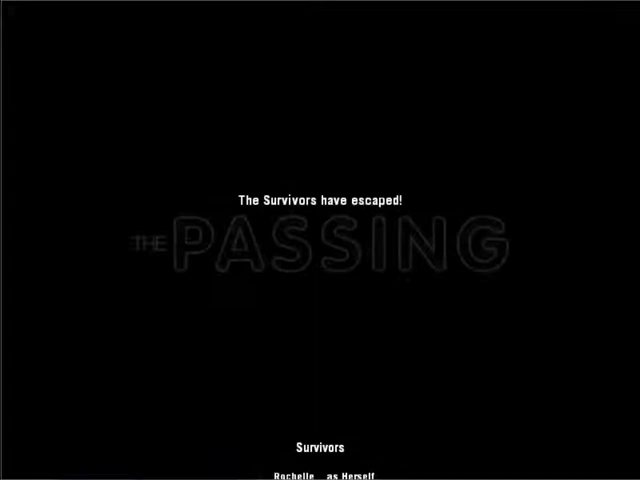 The Survivors have escaped!
THE PASSING
Survivors
Rochelle as Herself